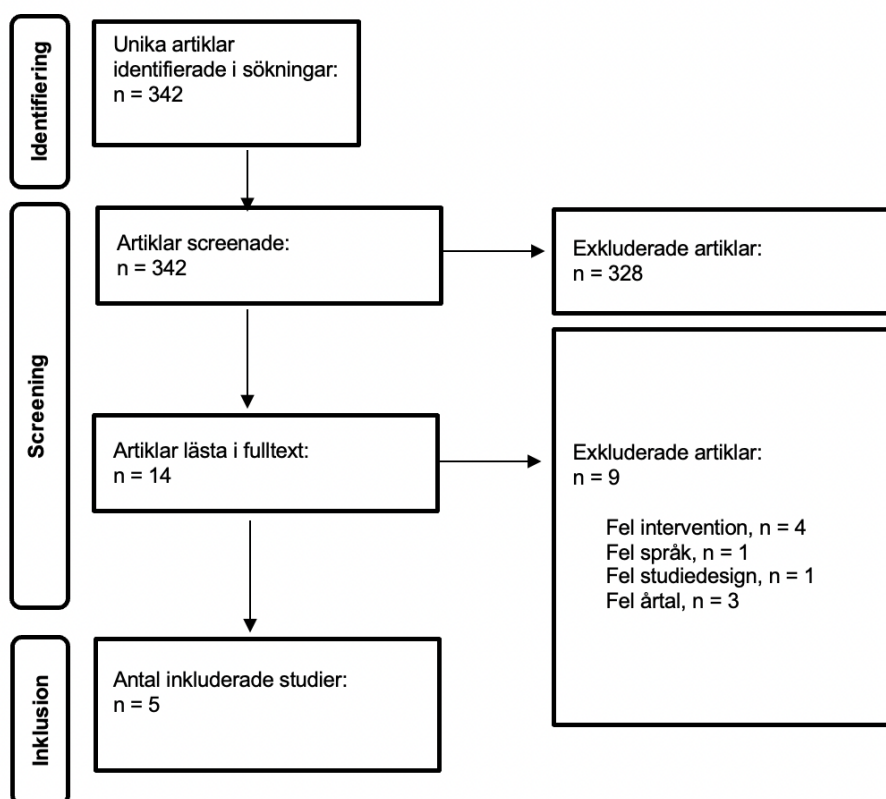 Identifiering
Unika artiklar
identifierade i sökningar:
n = 342
Screening
Artiklar screenade:
n = 342
Exkluderade artiklar:
n = 328
Artiklar lästa i fulltext:
n = 14
Exkluderade artiklar:
n = 9
Fel intervention, n = 4
Fel språk, n = 1
Fel studiedesign, n = 1
Fel årtal, n = 3
Inklusion
Antal inkluderade studier:
n = 5